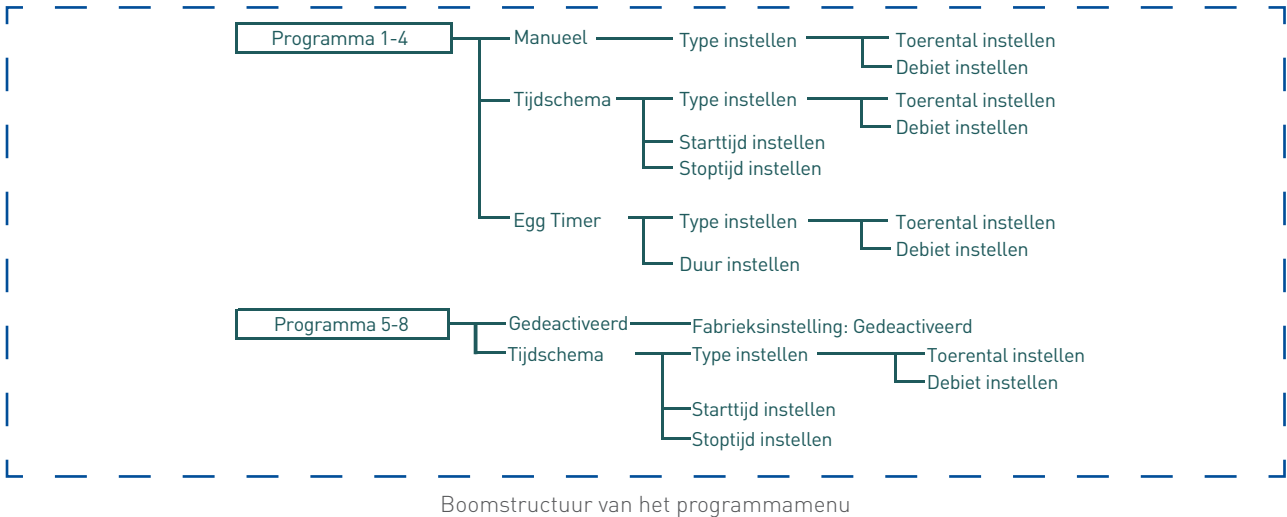 Programma 1-4
Manueel
Type instellen
Toerental instellen
Debiet instellen
Tijdschema
Type instellen
Toerental instellen
Debiet instellen
Starttijd instellen
Stoptijd instellen
Egg Timer
Type instellen
Toerental instellen
Debiet instellen
Duur instellen
Programma 5-8
Gedeactiveerd
Fabrieksinstelling: Gedeactiveerd
Tijdschema
Type instellen
Toerental instellen
Debiet instellen
Starttijd instellen
Stoptijd instellen
Boomstructuur van het programmamenu